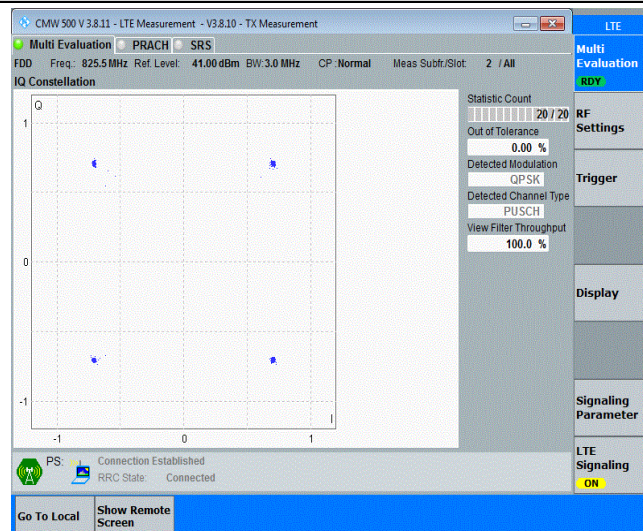 CMW 500 V 3.8.11 - LTE Measurement - V3.8.10 - TX Measurement
LTE
Multi Evaluation PRACH SRS
FDD Freq.: 825.5 MHz Ref. Level: 41.00 dBm BW: 3.0 MHz CP: Normal Meas Subfr./Slot: 2 / All
IQ Constellation
Q
1
0
-1
I
-1 0 1
Statistic Count
20 / 20
Out of Tolerance
0.00 %
Detected Modulation
QPSK
Detected Channel Type
PUSCH
View Filter Throughput
100.0 %
Multi
Evaluation
RDY
RF
Settings
Trigger
Display
Signaling
Parameter
LTE
Signaling
ON
PS: Connection Established
RRC State: Connected
Go To Local
Show Remote
Screen